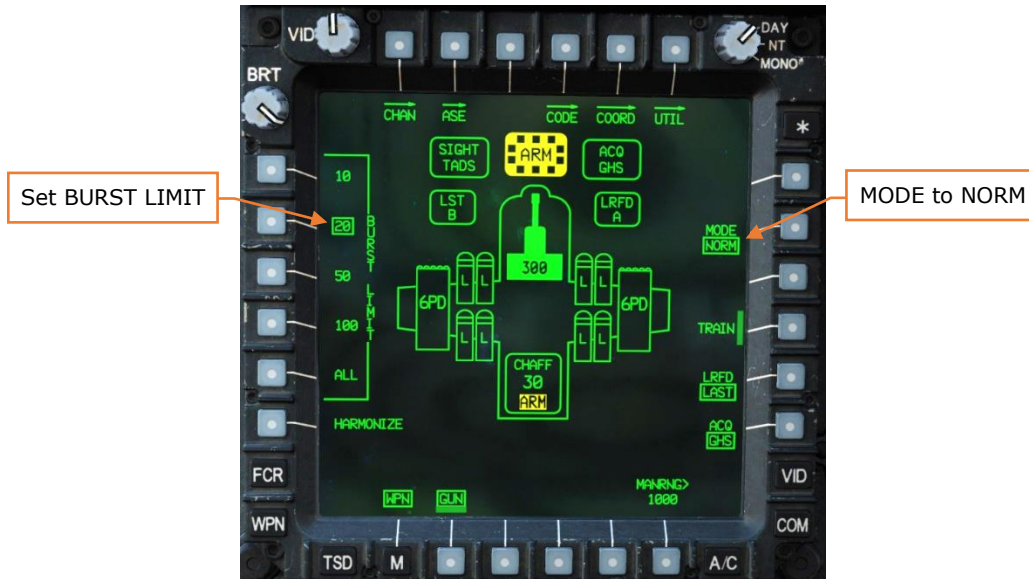 VID
DAY
NT
MONO*
BRT
CHAN
ASE
CODE
COORD
UTIL
*
SIGHT
TADS
ARM
ACQ
GHS
10
LST
B
LRFD
A
Set BURST LIMIT
MODE to NORM
20
BURST LIMIT
MODE
NORM
300
50
6PD
L L
L L
6PD
100
L L
L L
TRAIN
CHAFF
30
ARM
ALL
LRFD
LAST
HARMONIZE
ACQ
GHS
FCR
VID
MANRNG>
1000
WPN
GUN
WPN
COM
TSD
M
A/C